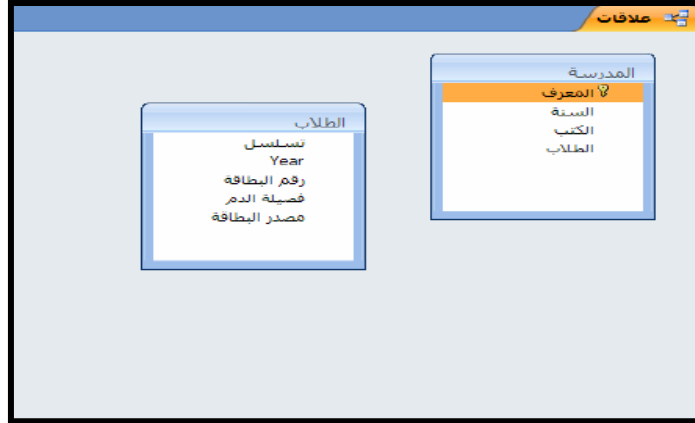 علاقات
المدرسة
المعرف
السنة
الكتب
الطلاب
الطلاب
تسلسل
Year
رقم البطاقة
فصيلة الدم
مصدر البطاقة